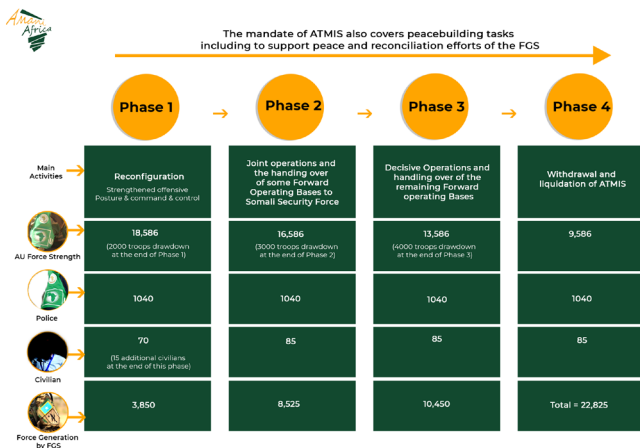 Amani
Africa
The mandate of ATMIS also covers peacebuilding tasks
including to support peace and reconciliation efforts of the FGS
Phase 1
Phase 2
Phase 3
Phase 4
Main
Activities
Reconfiguration
Strengthened offensive
Posture & command & control
Joint operations and
the handing over
of some Forward
Operating Bases to
Somali Security Force
Decisive Operations and
handling over of the
remaining Forward
operating Bases
Withdrawal and
liquidation of ATMIS
AU Force Strength
18,586
(2000 troops drawdown
at the end of Phase 1)
16,586
(3000 troops drawdown
at the end of Phase 2)
13,586
(4000 troops drawdown
at the end of Phase 3)
9,586
Police
1040
1040
1040
1040
Civilian
70
(15 additional civilians
at the end of this phase)
85
85
85
Force Generation
by FGS
3,850
8,525
10,450
Total = 22,825